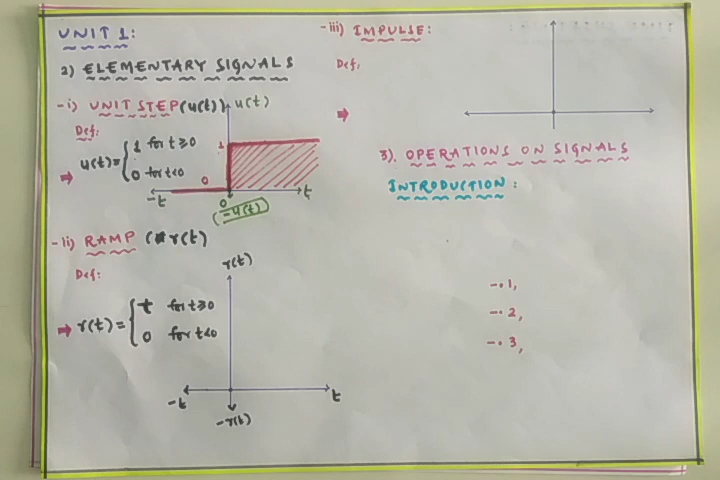 UNIT 1:
2) ELEMENTARY SIGNALS
-i) UNIT STEP(u(t))
u(t)
Def:
u(t)= { 1 for t≥0
0 for t<0
1
0
-t
0
t
(-u(t))
-ii) RAMP (r(t)
Def:
r(t)
r(t)= { t for t≥0
0 for t<0
-t
t
-r(t)
-iii) IMPULSE:
Def,
3). OPERATIONS ON SIGNALS
INTRODUCTION:
-.1,
-.2,
-.3,